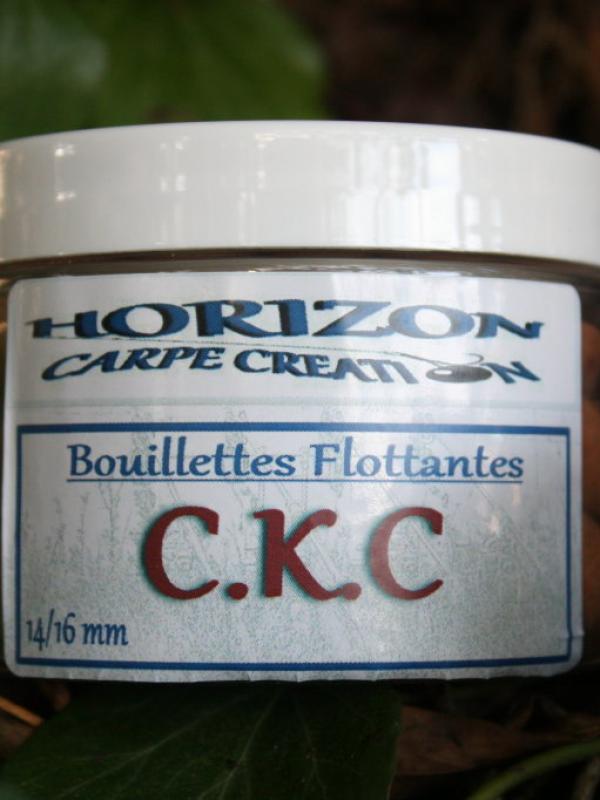 HORIZON
CARPE CREATION
Bouillettes Flottantes
C.K.C
14/16 mm